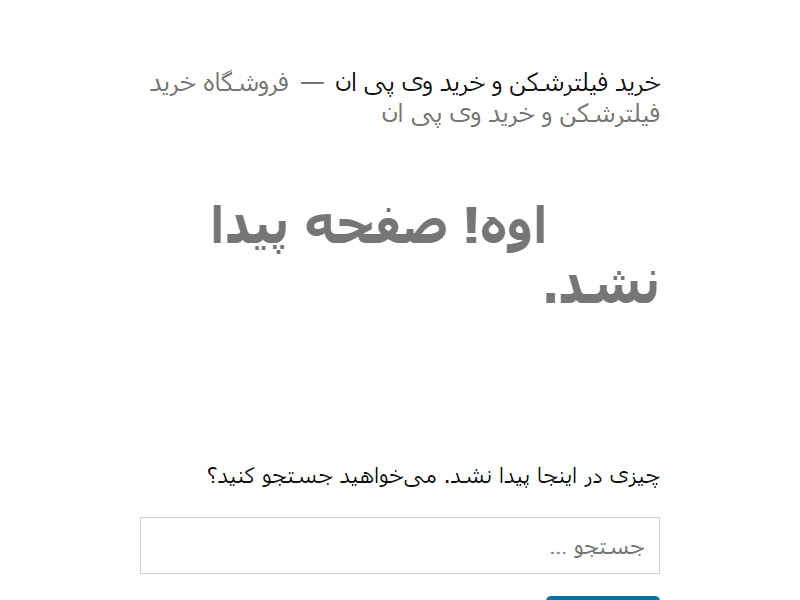 خرید فیلترشکن و خرید وی پی ان — فروشگاه خرید
فیلترشکن و خرید وی پی ان
اوه! صفحه پیدا
نشد.
چیزی در اینجا پیدا نشد. می‌خواهید جستجو کنید؟
جستجو ...